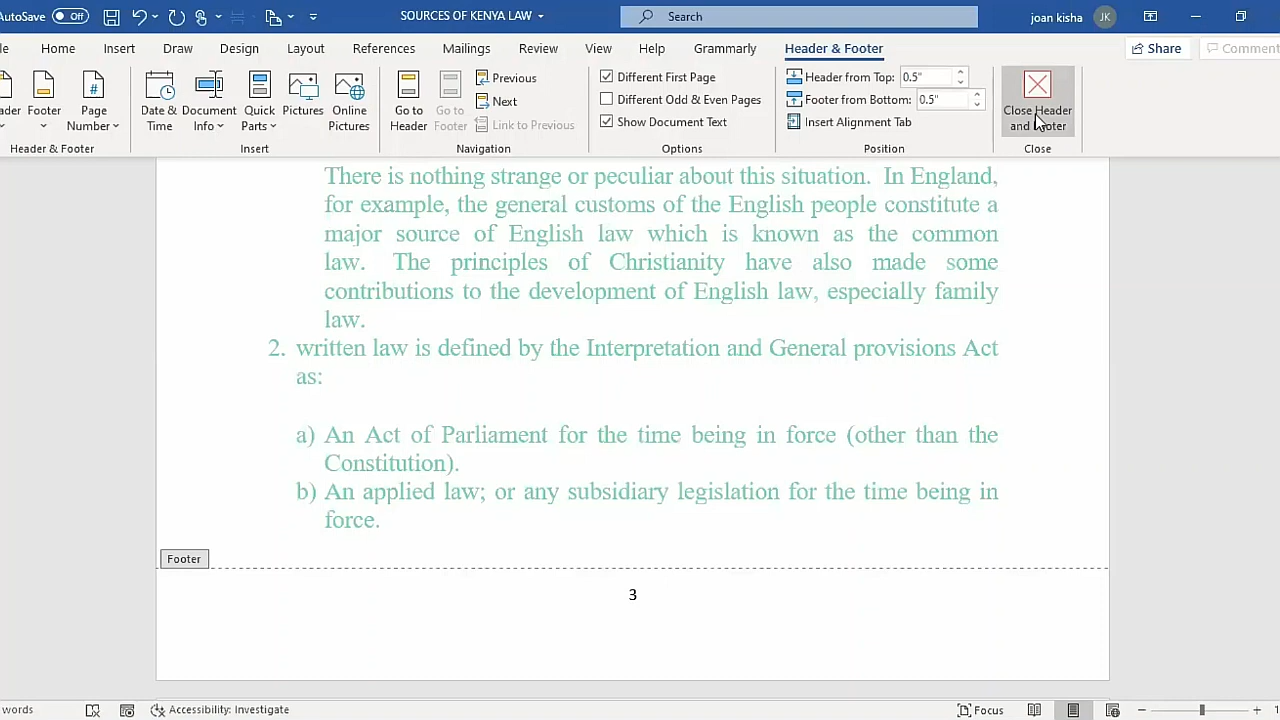 AutoSave Off SOURCES OF KENYA LAW Search joan kisha JK
Home Insert Draw Design Layout References Mailings Review View Help Grammarly Header & Footer Share Comment
Footer Page Number Date & Time Document Info Quick Parts Pictures Online Pictures Go to Header Go to Footer Previous Next Link to Previous
Different First Page
Different Odd & Even Pages
Show Document Text
Header from Top: 0.5"
Footer from Bottom: 0.5"
Insert Alignment Tab
Close Header and Footer
Header & Footer Insert Navigation Options Position Close
There is nothing strange or peculiar about this situation. In England,
for example, the general customs of the English people constitute a
major source of English law which is known as the common
law. The principles of Christianity have also made some
contributions to the development of English law, especially family
law.
2. written law is defined by the Interpretation and General provisions Act
as:
a) An Act of Parliament for the time being in force (other than the
Constitution).
b) An applied law; or any subsidiary legislation for the time being in
force.
Footer
3
words Accessibility: Investigate Focus